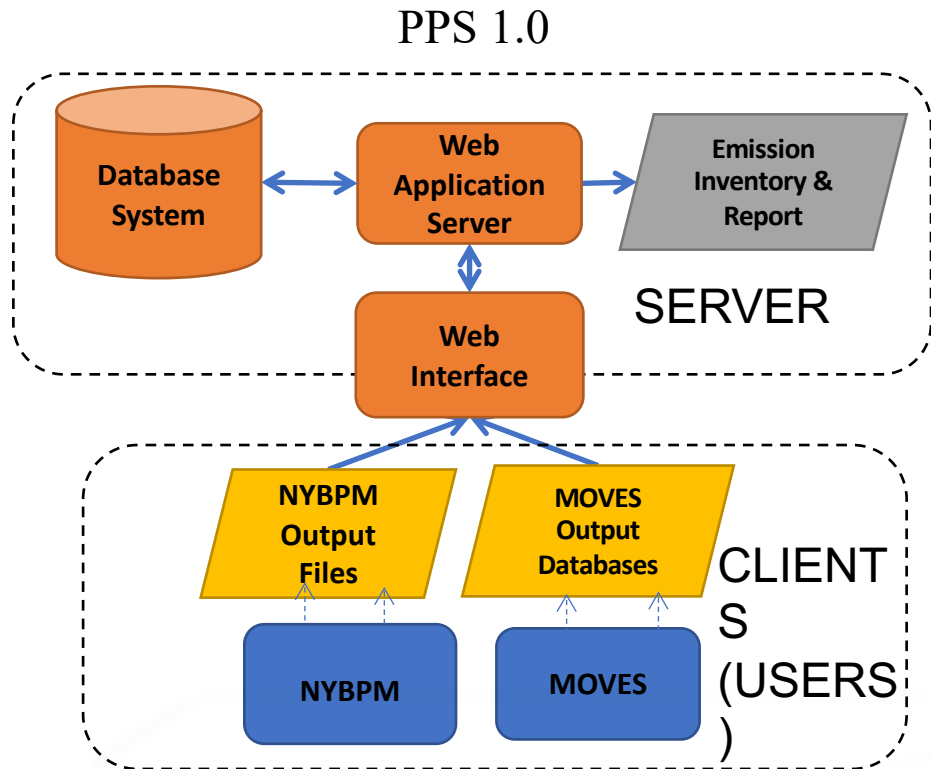 PPS 1.0
Database
System
Web
Application
Server
Emission
Inventory &
Report
SERVER
Web
Interface
NYBPM
Output
Files
MOVES
Output
Databases
CLIENT
S
(USERS
)
NYBPM
MOVES